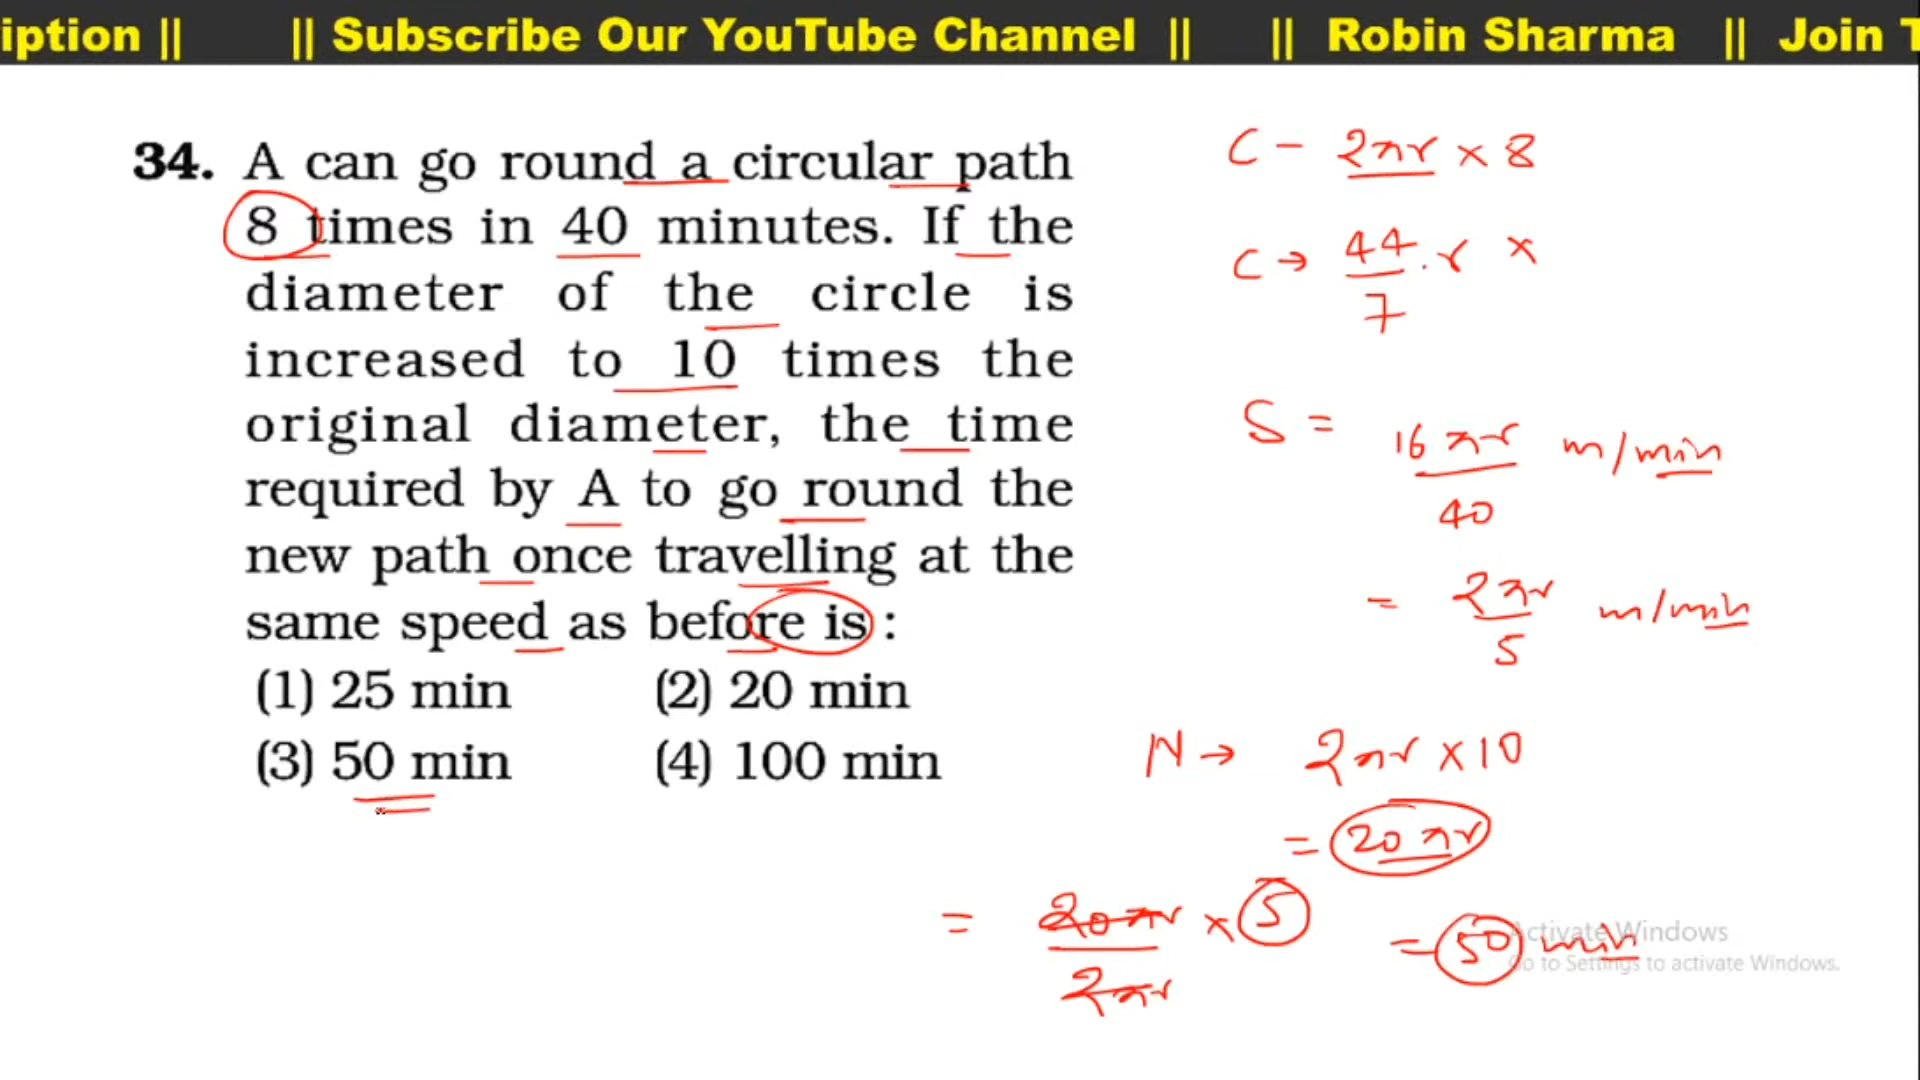 iption || || Subscribe Our YouTube Channel || || Robin Sharma || Join T
34. A can go round a circular path
8 times in 40 minutes. If the
diameter of the circle is
increased to 10 times the
original diameter, the time
required by A to go round the
new path once travelling at the
same speed as before is :
(1) 25 min (2) 20 min
(3) 50 min (4) 100 min
C - 2πr × 8
C → 44/7 . r ×
S = 16πr/40 m/min
= 2πr/5 m/min
N → 2πr × 10
= 20πr
= 20πr/2πr × 5 = 50 min
Activate Windows
Go to Settings to activate Windows.